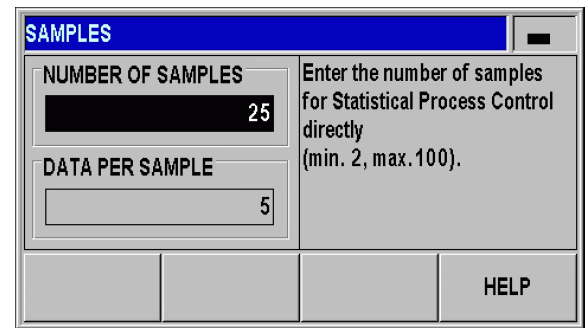 SAMPLES
NUMBER OF SAMPLES
25
DATA PER SAMPLE
5
Enter the number of samples
for Statistical Process Control
directly
(min. 2, max.100).
HELP